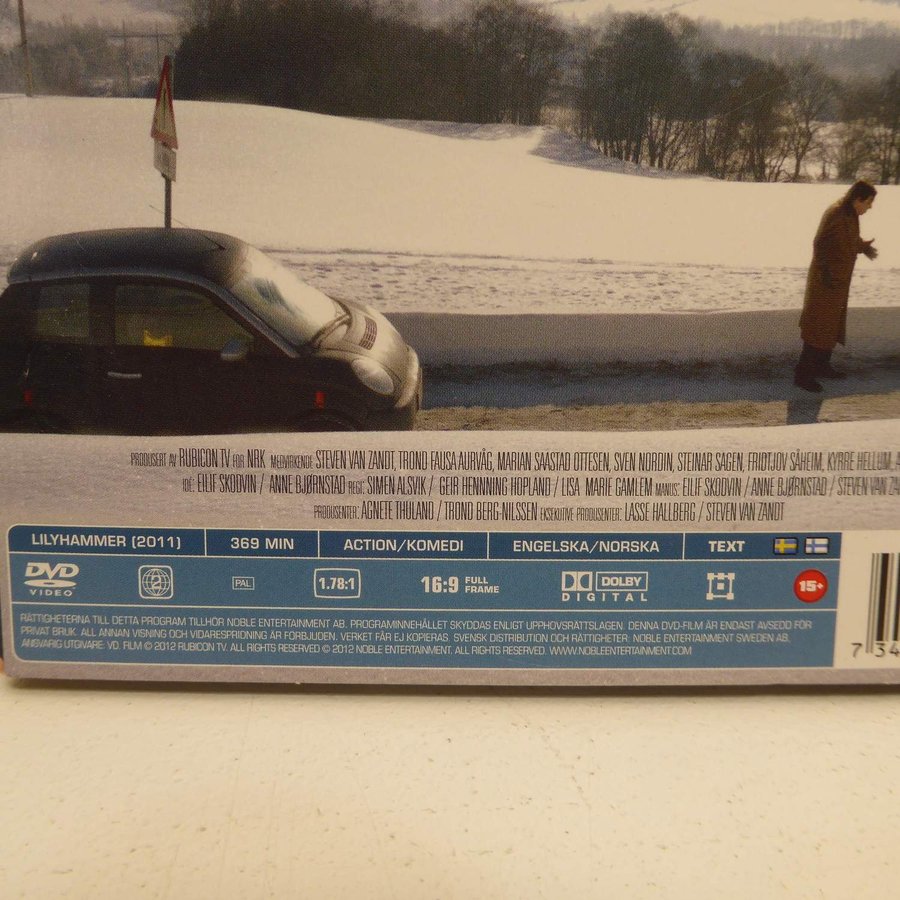 PRODUSERT AV RUBICON TV FOR NRK MEDVIRKENDE STEVEN VAN ZANDT, TROND FAUSA AURVÅG, MARIAN SAASTAD OTTESEN, SVEN NORDIN, STEINAR SAGEN, FRIDTJOV SÅHEIM, KYRRE HELLUM, A
IDÉ: EILIF SKODVIN / ANNE BJØRNSTAD REGI: SIMEN ALSVIK / GEIR HENNNING HOPLAND / LISA MARIE GAMLEM MANUS: EILIF SKODVIN / ANNE BJØRNSTAD / STEVEN VAN ZA
PRODUSENTER: AGNETE THULAND / TROND BERG-NILSSEN EKSEKUTIVE PRODUSENTER: LASSE HALLBERG / STEVEN VAN ZANDT
LILYHAMMER (2011) 369 MIN ACTION/KOMEDI ENGELSKA/NORSKA TEXT
DVD VIDEO 2 PAL 1.78:1 16:9 FULL FRAME DOLBY DIGITAL 15+
RÄTTIGHETERNA TILL DETTA PROGRAM TILLHÖR NOBLE ENTERTAINMENT AB. PROGRAMINNEHÅLLET SKYDDAS ENLIGT UPPHOVSRÄTTSLAGEN. DENNA DVD-FILM ÄR ENDAST AVSEDD FÖR
PRIVAT BRUK. ALL ANNAN VISNING OCH VIDARESPRIDNING ÄR FÖRBJUDEN. VERKET FÅR EJ KOPIERAS. SVENSK DISTRIBUTION OCH RÄTTIGHETER: NOBLE ENTERTAINMENT SWEDEN AB,
ANSVARIG UTGIVARE: VD. FILM © 2012 RUBICON TV. ALL RIGHTS RESERVED © 2012 NOBLE ENTERTAINMENT. ALL RIGHTS RESERVED. WWW.NOBLEENTERTAINMENT.COM
7 34